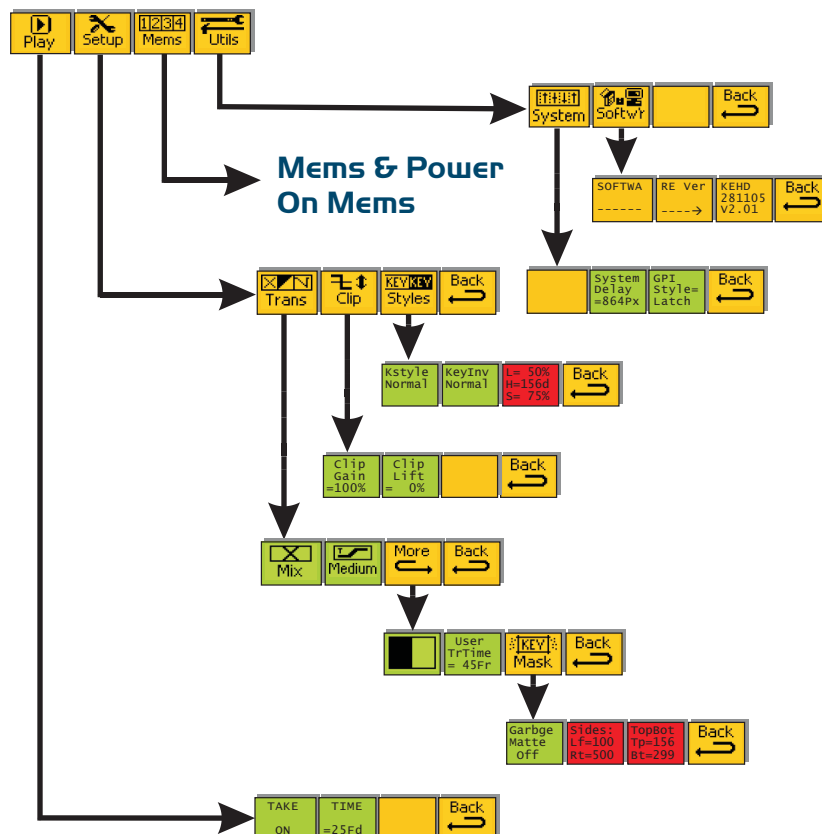 Play
Setup
1234
Mems
Utils
System
Softw'r
Back
Mems & Power
On Mems
SOFTWA
------
RE Ver
---->
KEHD
281105
V2.01
Back
System
Delay
=864Px
GPI
Style=
Latch
Back
Trans
Clip
KEY KEY
Styles
Back
Kstyle
Normal
KeyInv
Normal
L= 50%
H=156d
S= 75%
Back
Clip
Gain
=100%
Clip
Lift
= 0%
Back
Mix
Medium
More
Back
User
TrTime
= 45Fr
KEY
Mask
Back
Garbge
Matte
Off
Sides:
Lf=100
Rt=500
TopBot
Tp=156
Bt=299
Back
TAKE
ON
TIME
=25Fd
Back